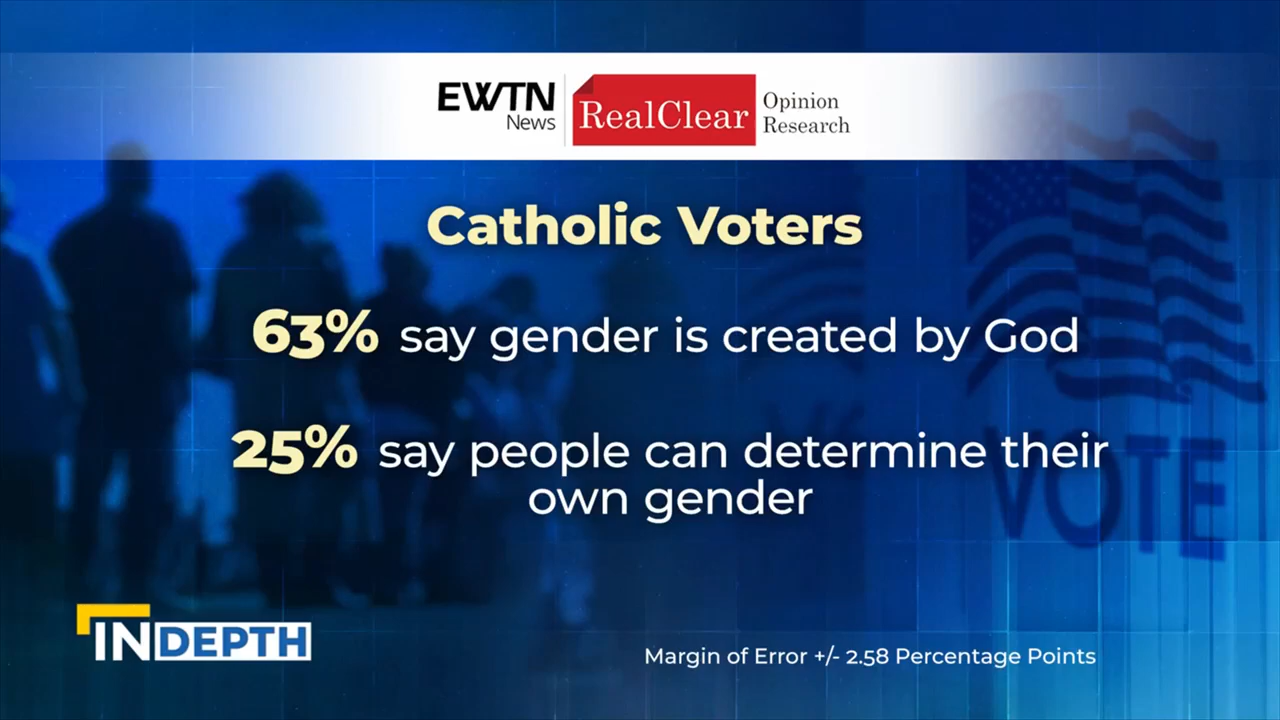 EWTN
News
RealClear
Opinion
Research
Catholic Voters
63% say gender is created by God
25% say people can determine their
own gender
VOTE
INDEPTH
Margin of Error +/- 2.58 Percentage Points